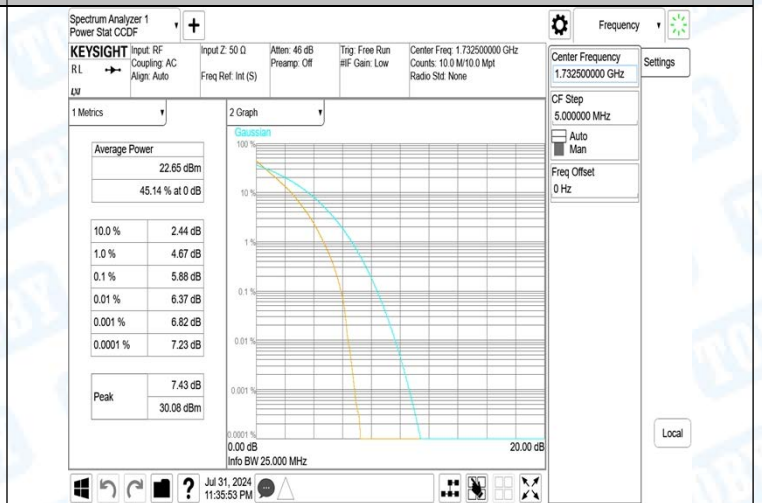 Spectrum Analyzer 1
Power Stat CCDF
+
Frequency
KEYSIGHT
RL
Input: RF
Coupling: AC
Align: Auto
Input Z: 50 Ω
Freq Ref: Int (S)
Atten: 46 dB
Preamp: Off
Trig: Free Run
#IF Gain: Low
Center Freq: 1.732500000 GHz
Counts: 10.0 M/10.0 Mpt
Radio Std: None
Center Frequency
1.732500000 GHz
Settings
CF Step
5.000000 MHz
Auto
Man
Freq Offset
0 Hz
1 Metrics
Average Power
22.65 dBm
45.14 % at 0 dB
10.0 % 2.44 dB
1.0 % 4.67 dB
0.1 % 5.88 dB
0.01 % 6.37 dB
0.001 % 6.82 dB
0.0001 % 7.23 dB
Peak
7.43 dB
30.08 dBm
2 Graph
Gaussian
100 %
10 %
1 %
0.1 %
0.01 %
0.001 %
0.0001 %
0.00 dB
20.00 dB
Info BW 25.000 MHz
Local
?
Jul 31, 2024
11:35:53 PM
TOBY